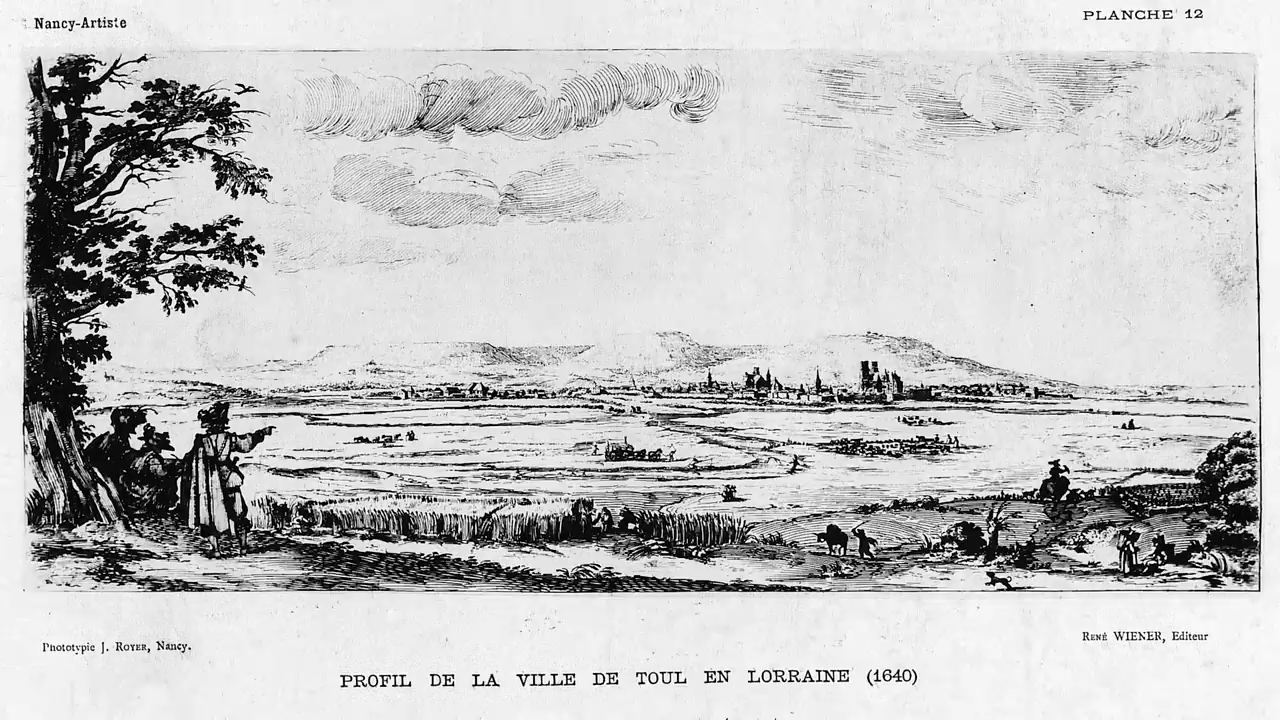 Nancy-Artiste
PLANCHE 12
Phototypie J. ROYER, Nancy.
RENÉ WIENER, Editeur
PROFIL DE LA VILLE DE TOUL EN LORRAINE (1640)